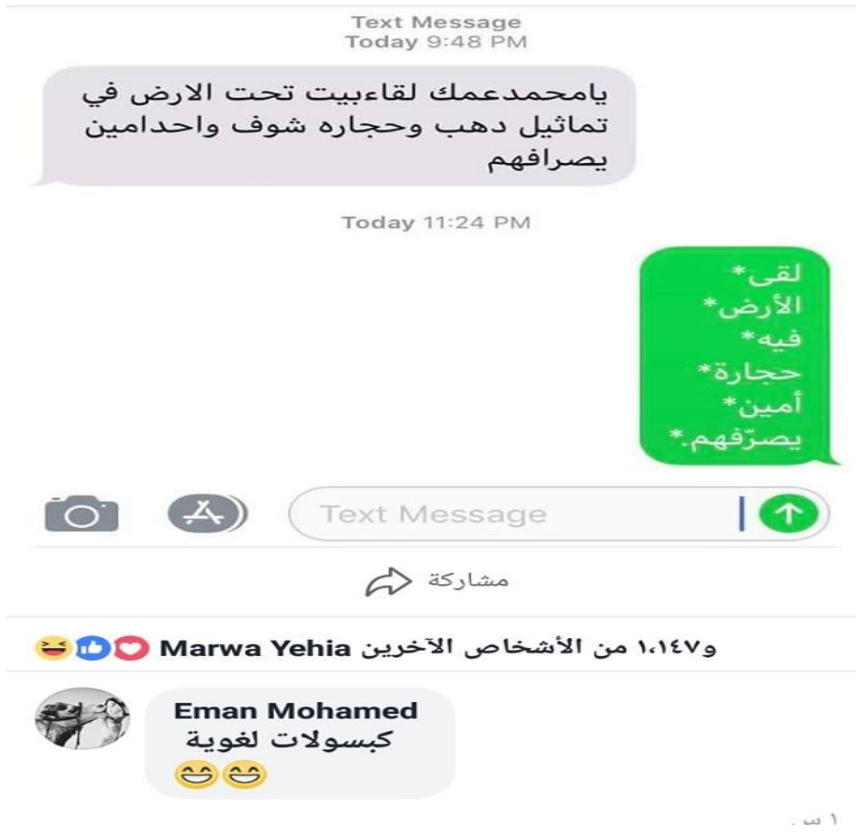 Text Message
Today 9:48 PM
يامحمدعمك لقاءبيت تحت الارض في
تماثيل دهب وحجاره شوف واحدامين
يصرافهم
Today 11:24 PM
لقى*
الأرض*
فيه*
حجارة*
أمين*
يصرّفهم.*
Text Message
مشاركة
Marwa Yehia و١،١٤٧ من الأشخاص الآخرين
Eman Mohamed
كبسولات لغوية
😁😁
١ س